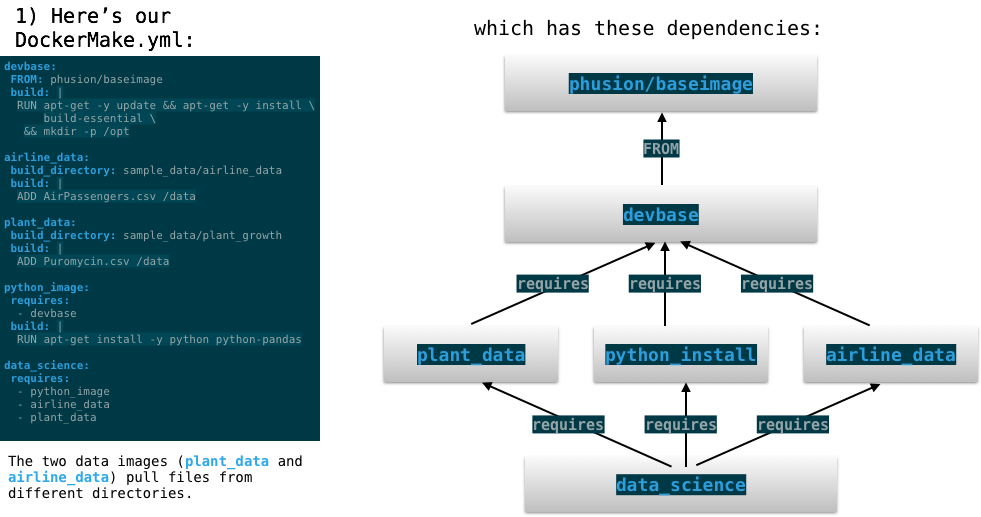 1) Here's our
DockerMake.yml:
devbase:
FROM: phusion/baseimage
build: |
RUN apt-get -y update && apt-get -y install \
build-essential \
&& mkdir -p /opt
airline_data:
build_directory: sample_data/airline_data
build: |
ADD AirPassengers.csv /data
plant_data:
build_directory: sample_data/plant_growth
build: |
ADD Puromycin.csv /data
python_image:
requires:
- devbase
build: |
RUN apt-get install -y python python-pandas
data_science:
requires:
- python_image
- airline_data
- plant_data
The two data images (plant_data and
airline_data) pull files from
different directories.
which has these dependencies:
phusion/baseimage
FROM
devbase
requires
requires
requires
plant_data
python_install
airline_data
requires
requires
requires
data_science